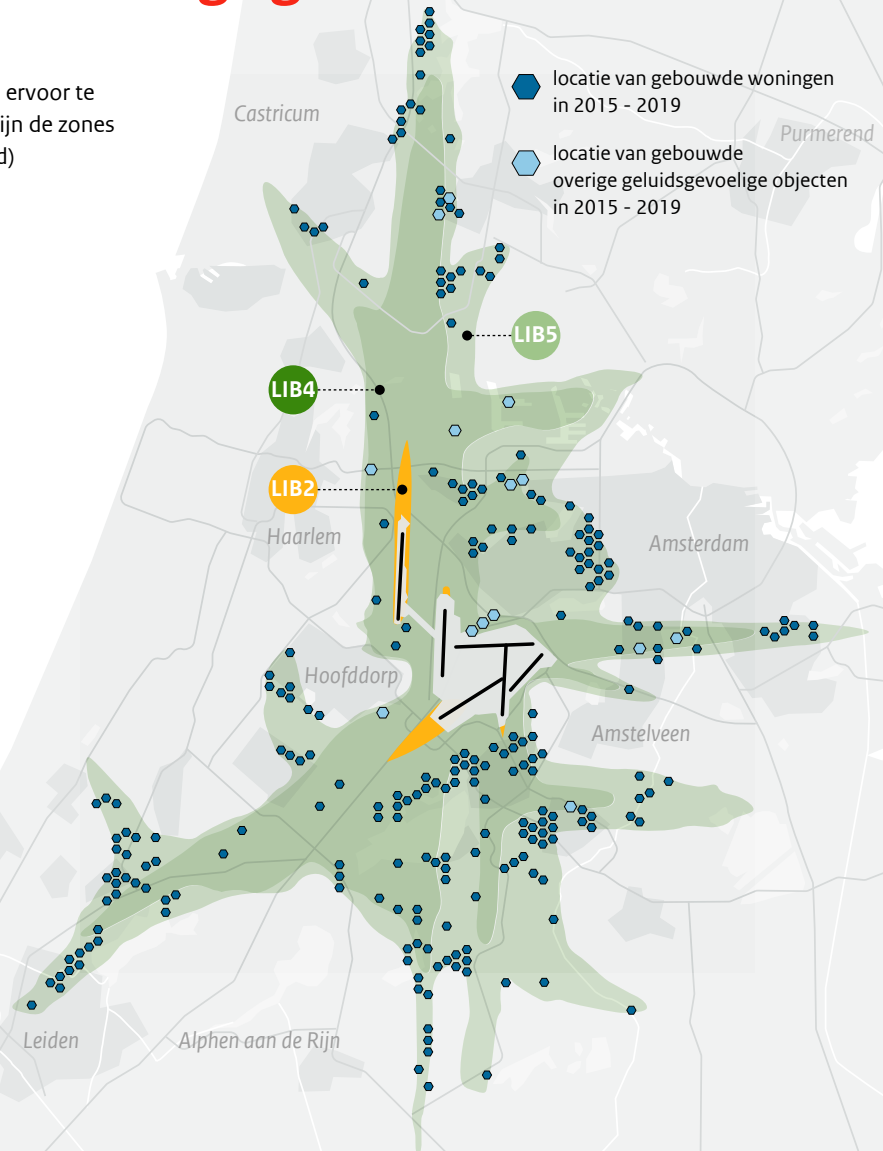 ervoor te
ijn de zones
d)
locatie van gebouwde woningen
in 2015 - 2019
locatie van gebouwde
overige geluidsgevoelige objecten
in 2015 - 2019
Castricum
Purmerend
LIB5
LIB4
LIB2
Haarlem
Amsterdam
Hoofddorp
Amstelveen
Leiden
Alphen aan de Rijn